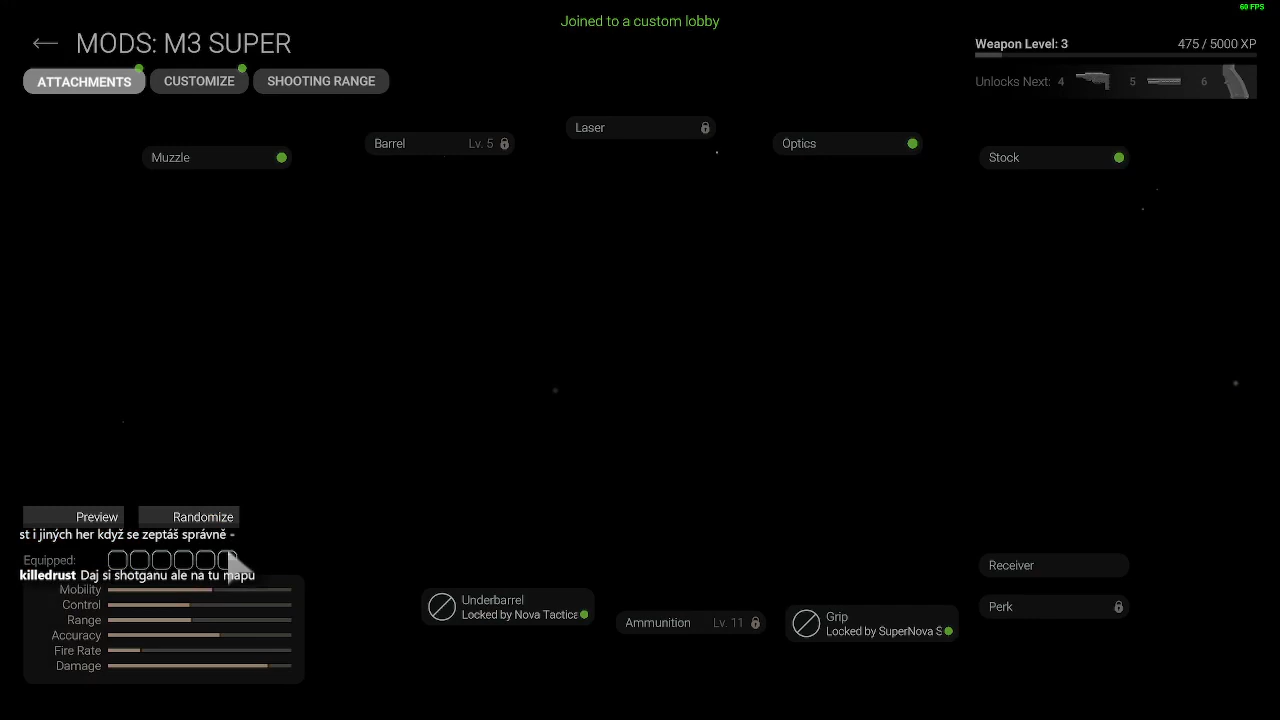 60 FPS
Joined to a custom lobby
MODS: M3 SUPER
Weapon Level: 3 475 / 5000 XP
ATTACHMENTS CUSTOMIZE SHOOTING RANGE
Unlocks Next: 4 5 6
Laser
Barrel Lv. 5
Optics
Muzzle
Stock
Preview Randomize
st i jiných her když se zeptáš správně -
Equipped:
killedrust Daj si shotganu ale na tu mapu
Mobility
Control
Range
Accuracy
Fire Rate
Damage
Underbarrel
Locked by Nova Tactica
Ammunition Lv. 11
Grip
Locked by SuperNova S
Receiver
Perk